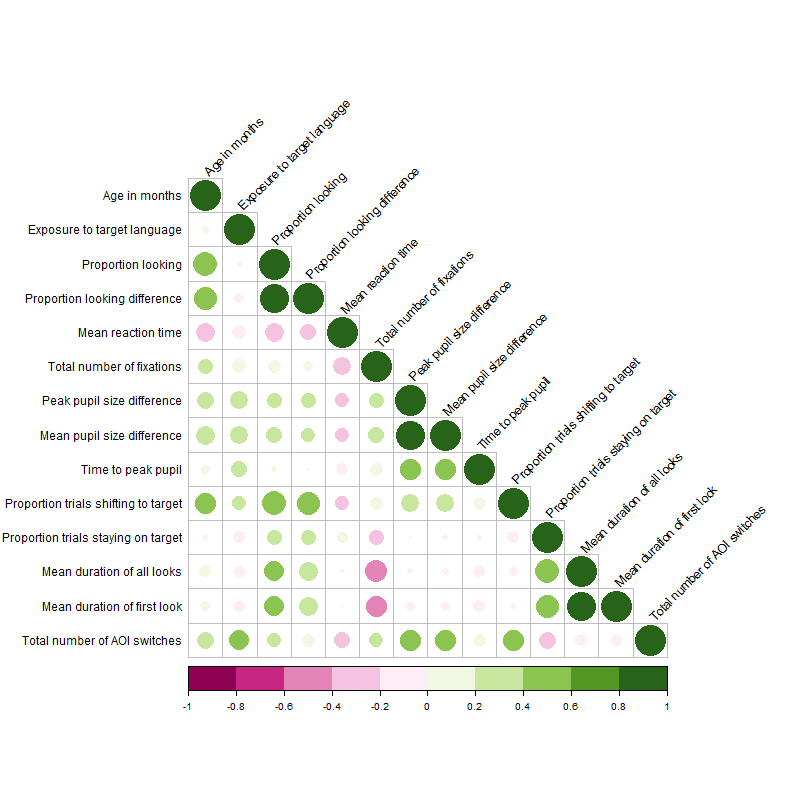 Age in months
Exposure to target language
Proportion looking
Proportion looking difference
Mean reaction time
Total number of fixations
Peak pupil size difference
Mean pupil size difference
Time to peak pupil
Proportion trials shifting to target
Proportion trials staying on target
Mean duration of all looks
Mean duration of first look
Total number of AOI switches
Age in months
Exposure to target language
Proportion looking
Proportion looking difference
Mean reaction time
Total number of fixations
Peak pupil size difference
Mean pupil size difference
Time to peak pupil
Proportion trials shifting to target
Proportion trials staying on target
Mean duration of all looks
Mean duration of first look
Total number of AOI switches
-1 -0.8 -0.6 -0.4 -0.2 0 0.2 0.4 0.6 0.8 1